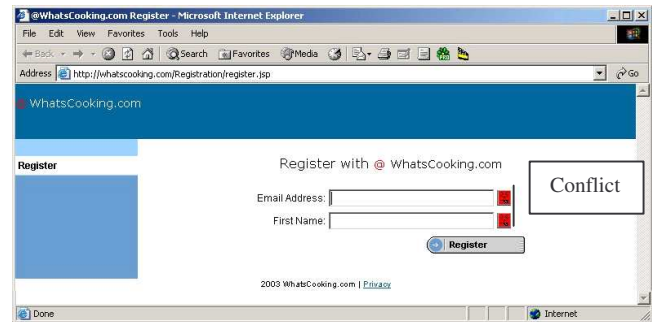 @WhatsCooking.com Register - Microsoft Internet Explorer
File Edit View Favorites Tools Help
Back Search Favorites Media
Address http://whatscooking.com/Registration/register.jsp Go
@ WhatsCooking.com
Register
Register with @ WhatsCooking.com
Conflict
Email Address:
First Name:
Register
2003 WhatsCooking.com | Privacy
Done Internet